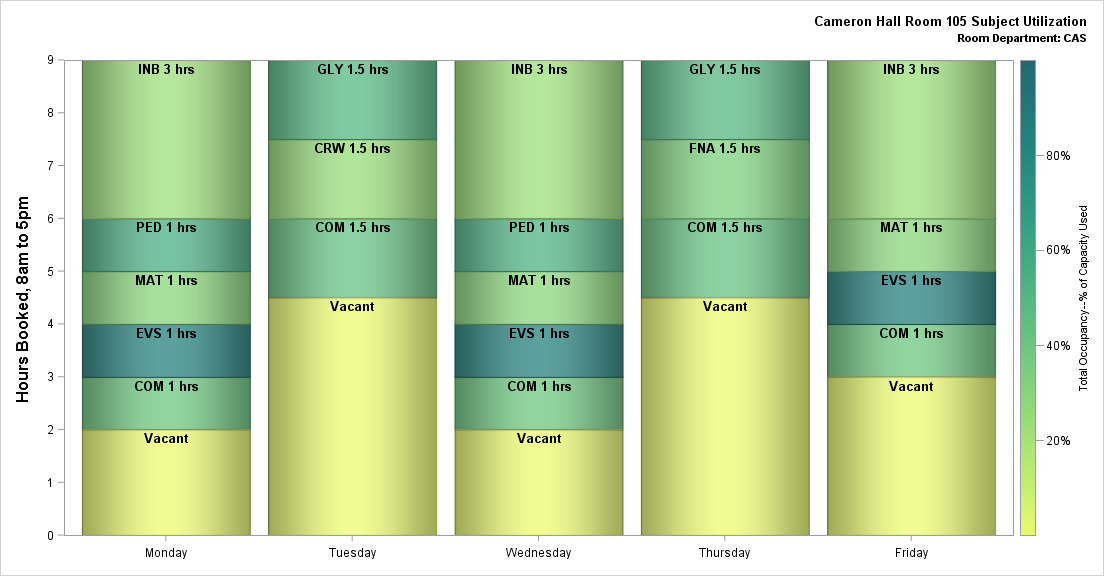 Cameron Hall Room 105 Subject Utilization
Room Department: CAS
Hours Booked, 8am to 5pm
9
8
7
6
5
4
3
2
1
0
INB 3 hrs
PED 1 hrs
MAT 1 hrs
EVS 1 hrs
COM 1 hrs
Vacant
Monday
GLY 1.5 hrs
CRW 1.5 hrs
COM 1.5 hrs
Vacant
Tuesday
INB 3 hrs
PED 1 hrs
MAT 1 hrs
EVS 1 hrs
COM 1 hrs
Vacant
Wednesday
GLY 1.5 hrs
FNA 1.5 hrs
COM 1.5 hrs
Vacant
Thursday
INB 3 hrs
MAT 1 hrs
EVS 1 hrs
COM 1 hrs
Vacant
Friday
80%
60%
40%
20%
Total Occupancy--% of Capacity Used